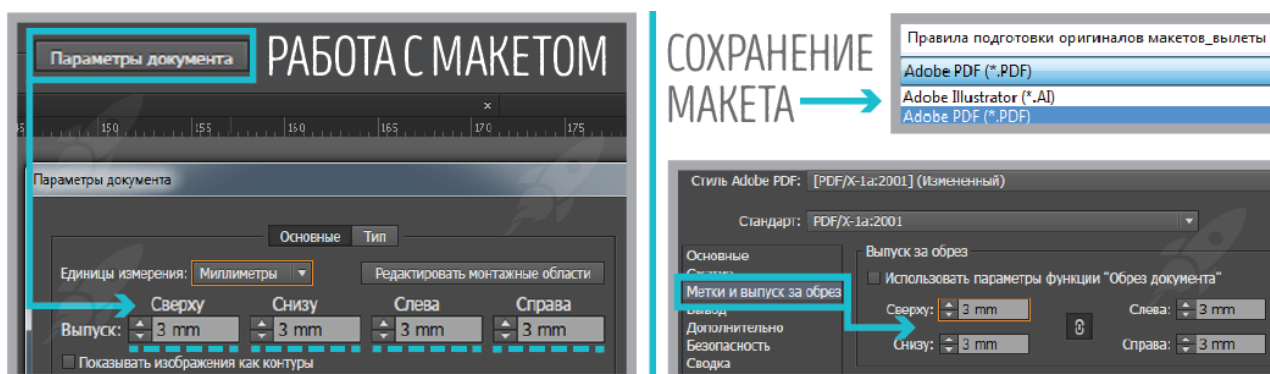 Параметры документа
РАБОТА С МАКЕТОМ
×
150 155 160 165 170 175
Параметры документа
Основные Тип
Единицы измерения: Миллиметры Редактировать монтажные области
Сверху Снизу Слева Справа
Выпуск: 3 mm 3 mm 3 mm 3 mm
Показывать изображения как контуры
СОХРАНЕНИЕ
МАКЕТА
Правила подготовки оригиналов макетов_вылеты
Adobe PDF (*.PDF)
Adobe Illustrator (*.AI)
Adobe PDF (*.PDF)
Стиль Adobe PDF: [PDF/X-1a:2001] (Измененный)
Стандарт: PDF/X-1a:2001
Основные
Метки и выпуск за обрез
Вывод
Дополнительно
Безопасность
Сводка
Выпуск за обрез
Использовать параметры функции "Обрез документа"
Сверху: 3 mm Слева: 3 mm
Снизу: 3 mm Справа: 3 mm